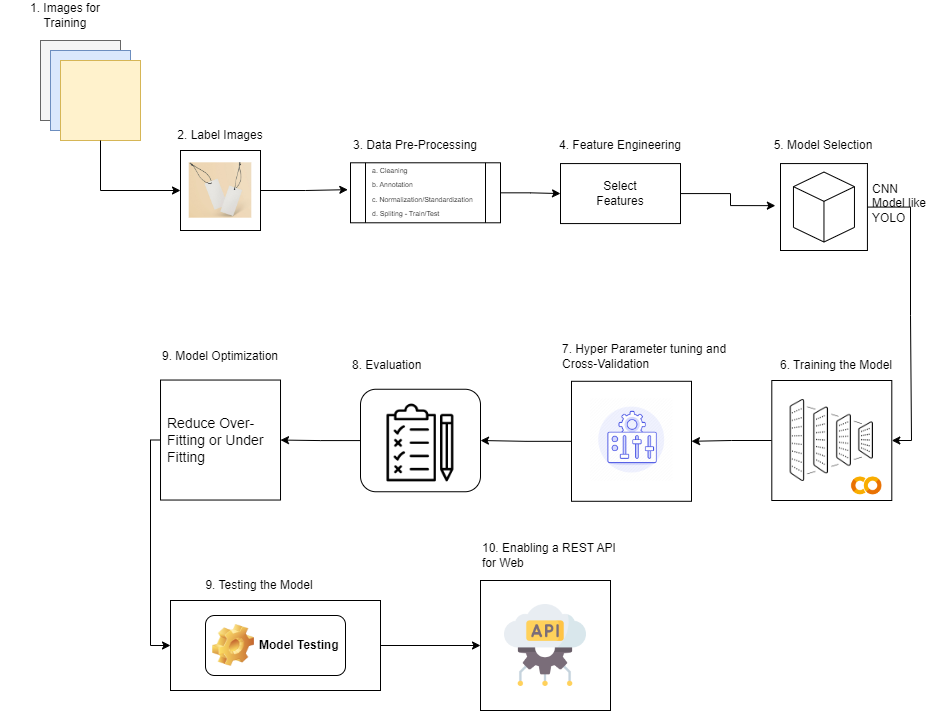 1. Images for
Training
2. Label Images
3. Data Pre-Processing
a. Cleaning
b. Annotation
c. Normalization/Standardization
d. Spliting - Train/Test
4. Feature Engineering
Select
Features
5. Model Selection
CNN
Model like
YOLO
6. Training the Model
CO
7. Hyper Parameter tuning and
Cross-Validation
8. Evaluation
9. Model Optimization
Reduce Over-
Fitting or Under
Fitting
9. Testing the Model
Model Testing
10. Enabling a REST API
for Web
API